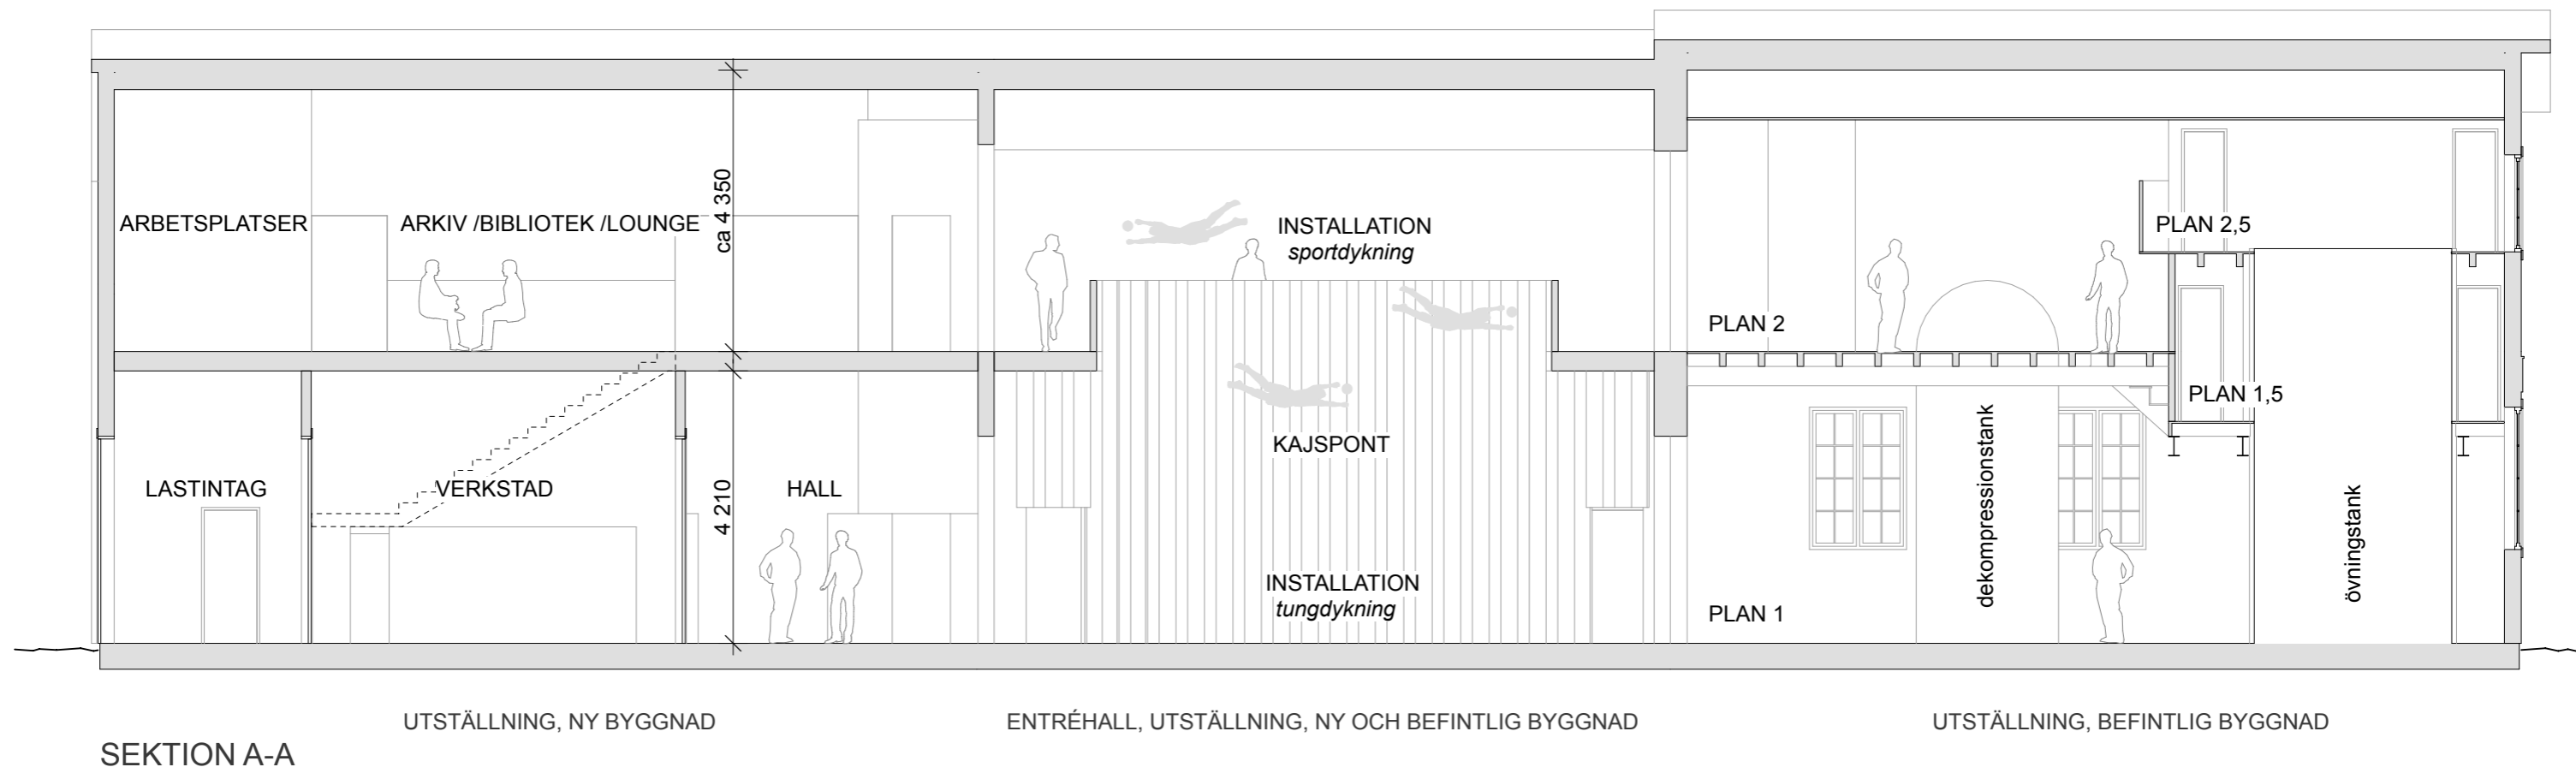 ARBETSPLATSER
ARKIV /BIBLIOTEK /LOUNGE
ca 4 350
INSTALLATION
sportdykning
PLAN 2
PLAN 2,5
PLAN 1,5
LASTINTAG
VERKSTAD
4 210
HALL
KAJSPONT
INSTALLATION
tungdykning
PLAN 1
dekompressionstank
övningstank
UTSTÄLLNING, NY BYGGNAD
ENTRÉHALL, UTSTÄLLNING, NY OCH BEFINTLIG BYGGNAD
UTSTÄLLNING, BEFINTLIG BYGGNAD
SEKTION A-A